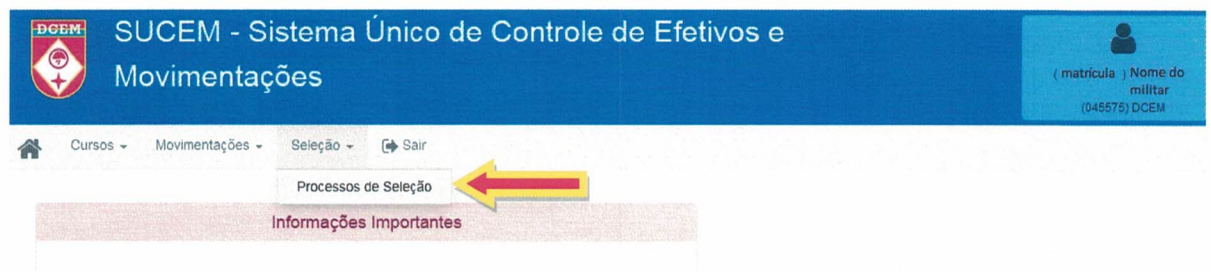 DCEM
SUCEM - Sistema Único de Controle de Efetivos e
Movimentações
( matrícula ) Nome do
militar
(045575) DCEM
Cursos Movimentações Seleção Sair
Processos de Seleção
Informações Importantes